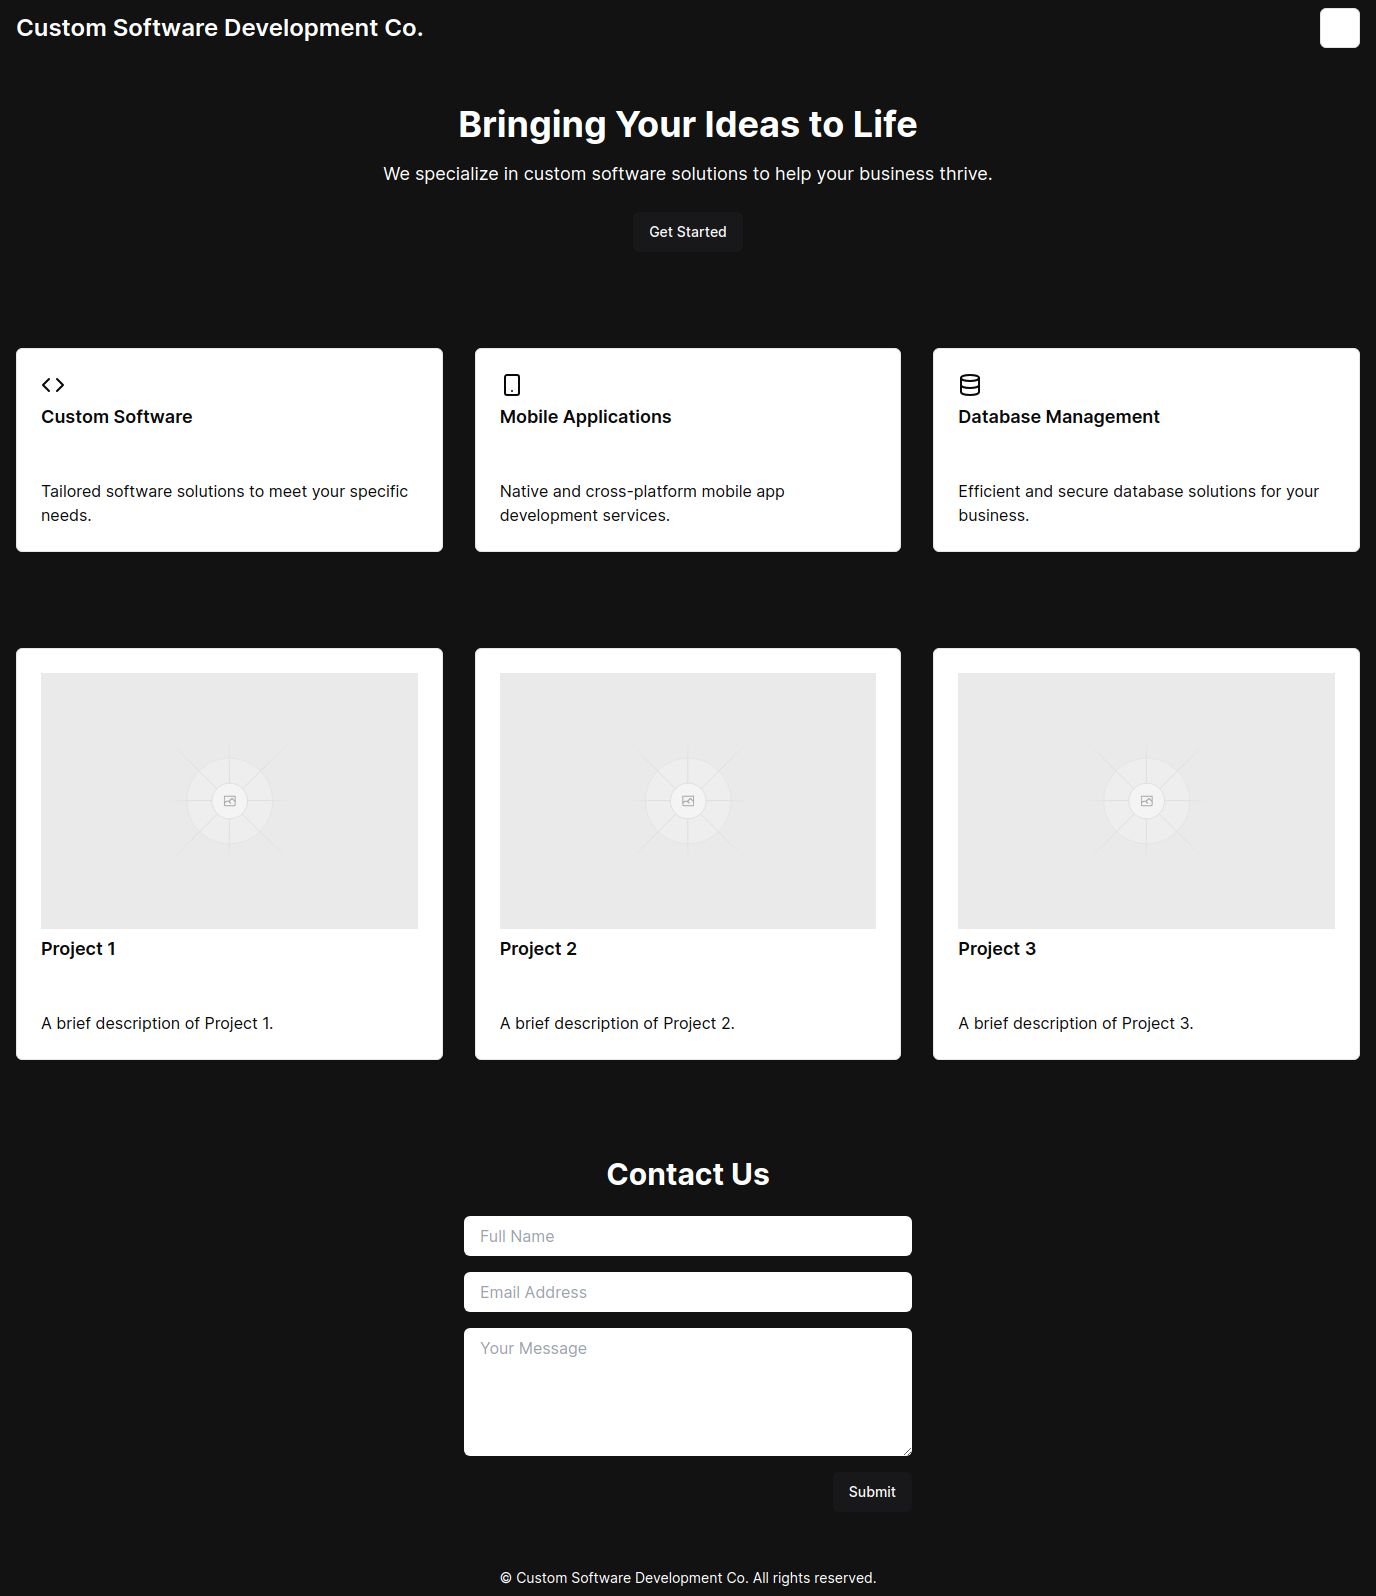 Custom Software Development Co.
Bringing Your Ideas to Life
We specialize in custom software solutions to help your business thrive.
Get Started
Custom Software
Tailored software solutions to meet your specific
needs.
Mobile Applications
Native and cross-platform mobile app
development services.
Database Management
Efficient and secure database solutions for your
business.
Project 1
A brief description of Project 1.
Project 2
A brief description of Project 2.
Project 3
A brief description of Project 3.
Contact Us
Full Name
Email Address
Your Message
Submit
© Custom Software Development Co. All rights reserved.